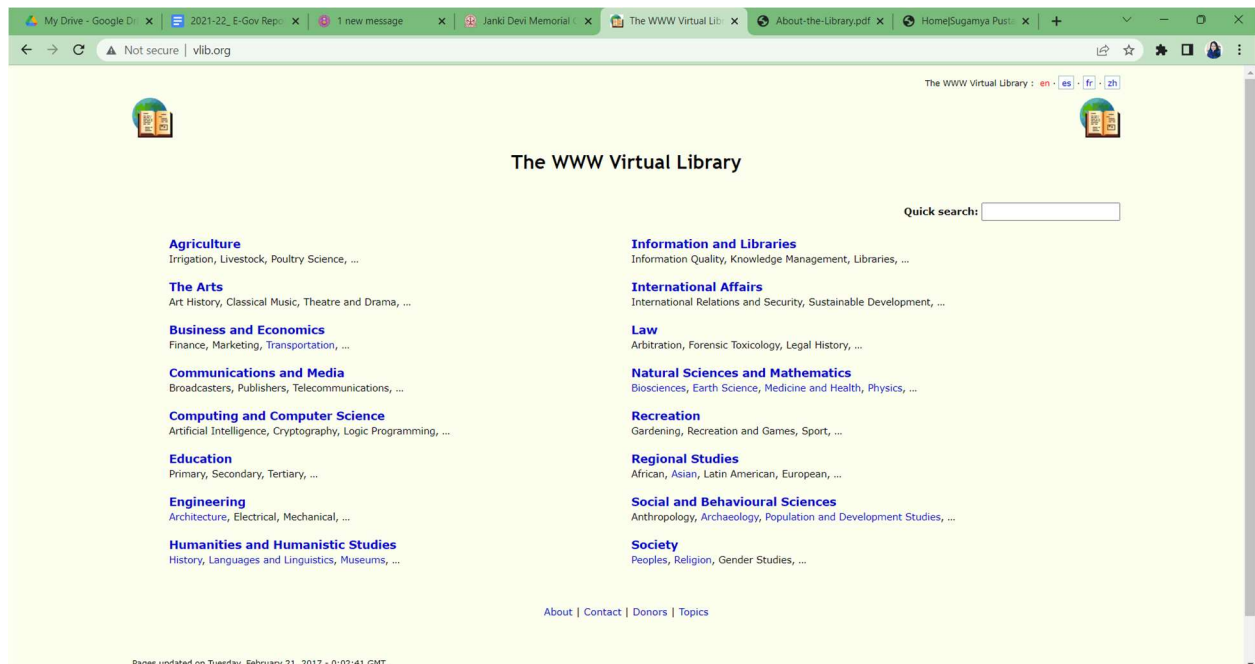 My Drive - Google Dr
2021-22_ E-Gov Repo
1 new message
Janki Devi Memorial
The WWW Virtual Lib
About-the-Library.pdf
Home|Sugamya Pusta
Not secure | vlib.org
The WWW Virtual Library : en · es · fr · zh
The WWW Virtual Library
Quick search:
Agriculture
Irrigation, Livestock, Poultry Science, ...
The Arts
Art History, Classical Music, Theatre and Drama, ...
Business and Economics
Finance, Marketing, Transportation, ...
Communications and Media
Broadcasters, Publishers, Telecommunications, ...
Computing and Computer Science
Artificial Intelligence, Cryptography, Logic Programming, ...
Education
Primary, Secondary, Tertiary, ...
Engineering
Architecture, Electrical, Mechanical, ...
Humanities and Humanistic Studies
History, Languages and Linguistics, Museums, ...
Information and Libraries
Information Quality, Knowledge Management, Libraries, ...
International Affairs
International Relations and Security, Sustainable Development, ...
Law
Arbitration, Forensic Toxicology, Legal History, ...
Natural Sciences and Mathematics
Biosciences, Earth Science, Medicine and Health, Physics, ...
Recreation
Gardening, Recreation and Games, Sport, ...
Regional Studies
African, Asian, Latin American, European, ...
Social and Behavioural Sciences
Anthropology, Archaeology, Population and Development Studies, ...
Society
Peoples, Religion, Gender Studies, ...
About | Contact | Donors | Topics
Pages updated on Tuesday, February 21, 2017 - 0:02:41 GMT